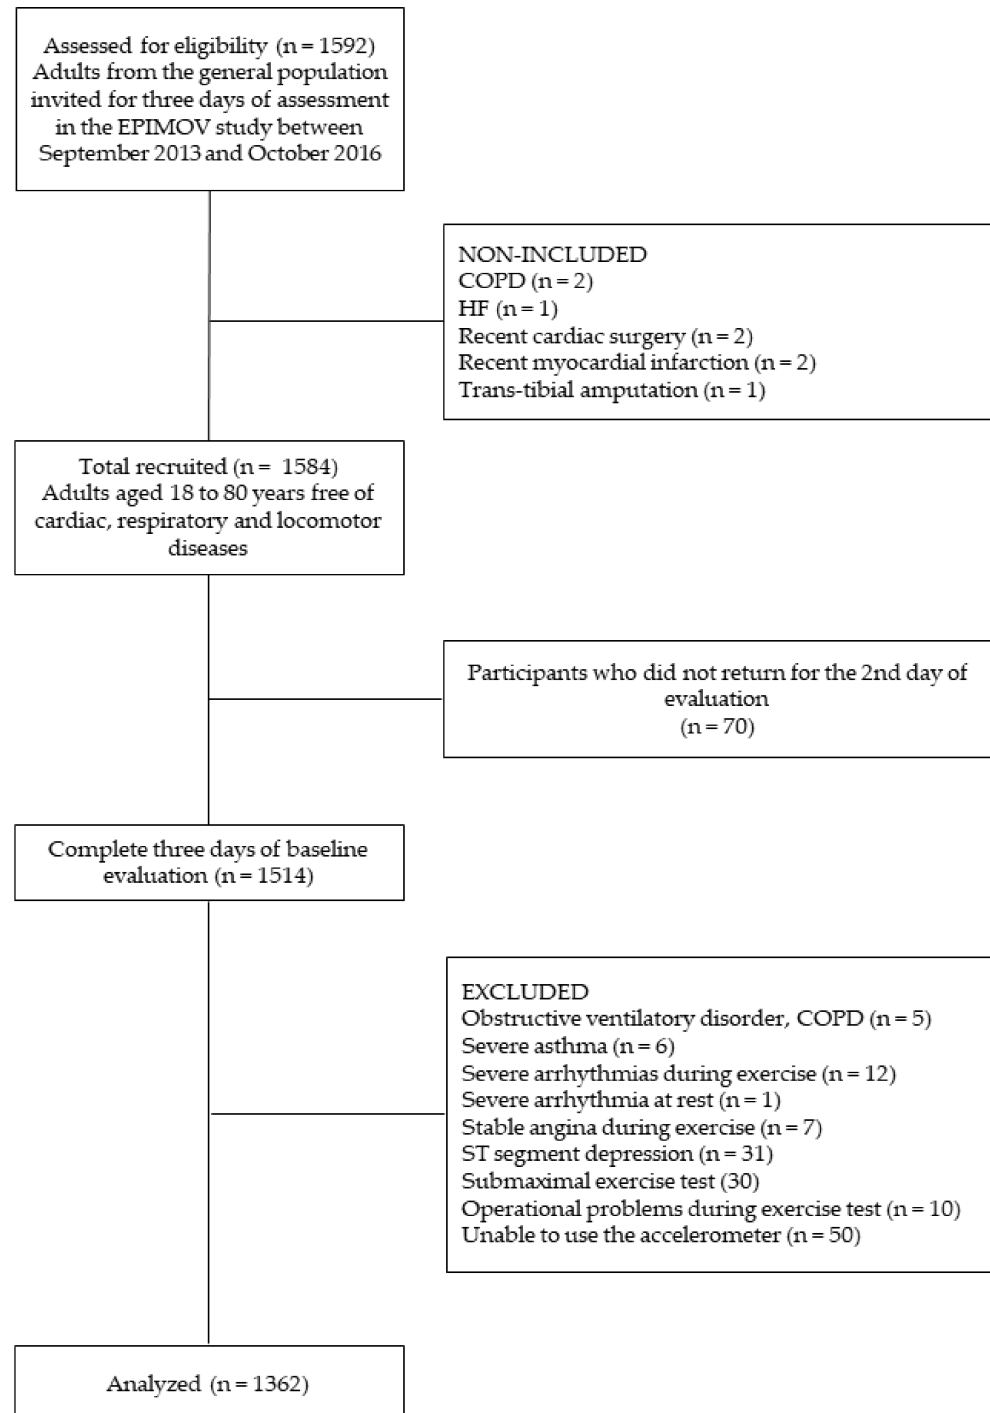 Assessed for eligibility (n = 1592)
Adults from the general population
invited for three days of assessment
in the EPIMOV study between
September 2013 and October 2016
NON-INCLUDED
COPD (n = 2)
HF (n = 1)
Recent cardiac surgery (n = 2)
Recent myocardial infarction (n = 2)
Trans-tibial amputation (n = 1)
Total recruited (n = 1584)
Adults aged 18 to 80 years free of
cardiac, respiratory and locomotor
diseases
Participants who did not return for the 2nd day of
evaluation
(n = 70)
Complete three days of baseline
evaluation (n = 1514)
EXCLUDED
Obstructive ventilatory disorder, COPD (n = 5)
Severe asthma (n = 6)
Severe arrhythmias during exercise (n = 12)
Severe arrhythmia at rest (n = 1)
Stable angina during exercise (n = 7)
ST segment depression (n = 31)
Submaximal exercise test (30)
Operational problems during exercise test (n = 10)
Unable to use the accelerometer (n = 50)
Analyzed (n = 1362)